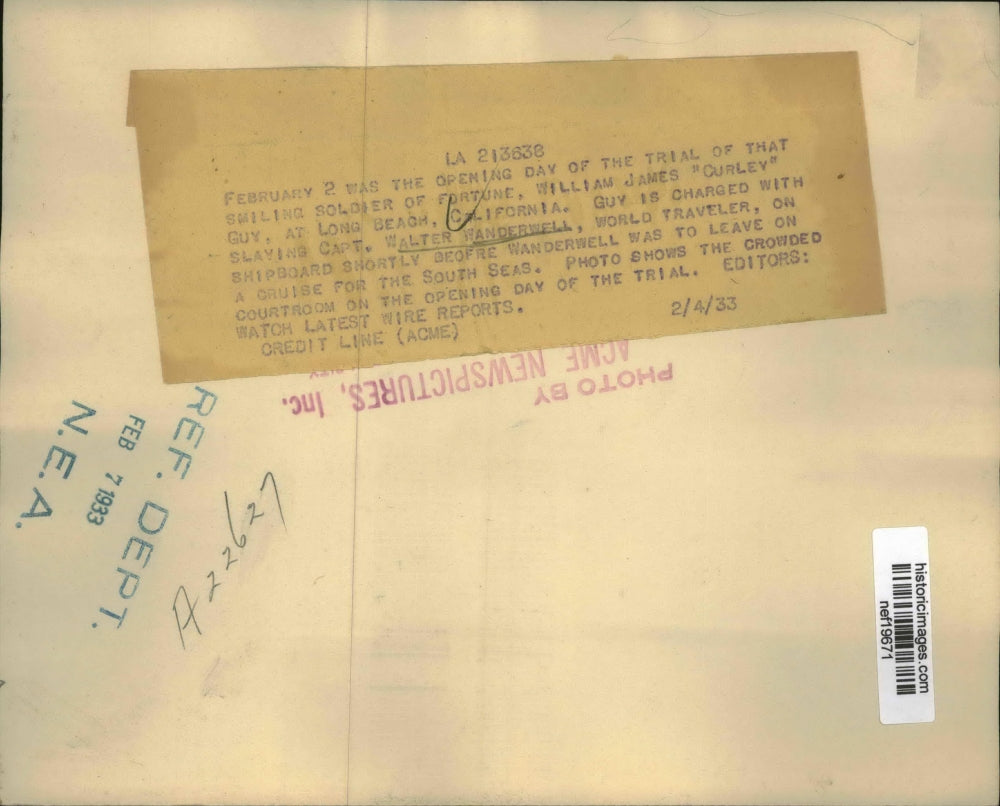 LA 213638
FEBRUARY 2 WAS THE OPENING DAY OF THE TRIAL OF THAT
SMILING SOLDIER OF FORTUNE, WILLIAM JAMES "CURLEY"
GUY, AT LONG BEACH, CALIFORNIA. GUY IS CHARGED WITH
SLAYING CAPT. WALTER WANDERWELL, WORLD TRAVELER, ON
SHIPBOARD SHORTLY BEOFRE WANDERWELL WAS TO LEAVE ON
A CRUISE FOR THE SOUTH SEAS. PHOTO SHOWS THE CROWDED
COURTROOM ON THE OPENING DAY OF THE TRIAL. EDITORS:
WATCH LATEST WIRE REPORTS.
CREDIT LINE (ACME) 2/4/33
PHOTO BY
ACME NEWSPICTURES, Inc.
REF. DEPT.
FEB 7 1933
N.E.A.
A22627
historicimages.com
nef19671